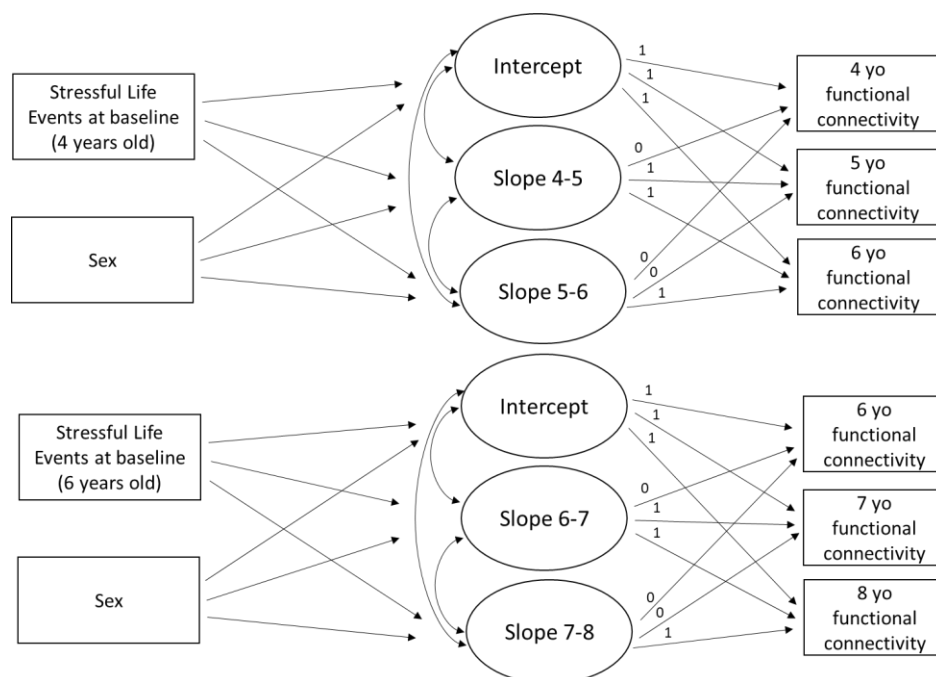 Stressful Life
Events at baseline
(4 years old)
Sex
Intercept
Slope 4-5
Slope 5-6
1
1
1
0
1
1
0
0
1
4 yo
functional
connectivity
5 yo
functional
connectivity
6 yo
functional
connectivity
Stressful Life
Events at baseline
(6 years old)
Sex
Intercept
Slope 6-7
Slope 7-8
1
1
1
0
1
1
0
0
1
6 yo
functional
connectivity
7 yo
functional
connectivity
8 yo
functional
connectivity